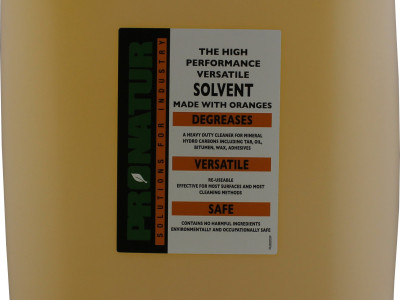 PRONATUR
SOLUTIONS FOR INDUSTRY
THE HIGH
PERFORMANCE
VERSATILE
SOLVENT
MADE WITH ORANGES
DEGREASES
A HEAVY DUTY CLEANER FOR MINERAL
HYDRO CARBONS INCLUDING TAR, OIL,
BITUMEN, WAX, ADHESIVES
VERSATILE
RE-USEABLE
EFFECTIVE FOR MOST SURFACES AND MOST
CLEANING METHODS
SAFE
CONTAINS NO HARMFUL INGREDIENTS
ENVIRONMENTALLY AND OCCUPATIONALLY SAFE